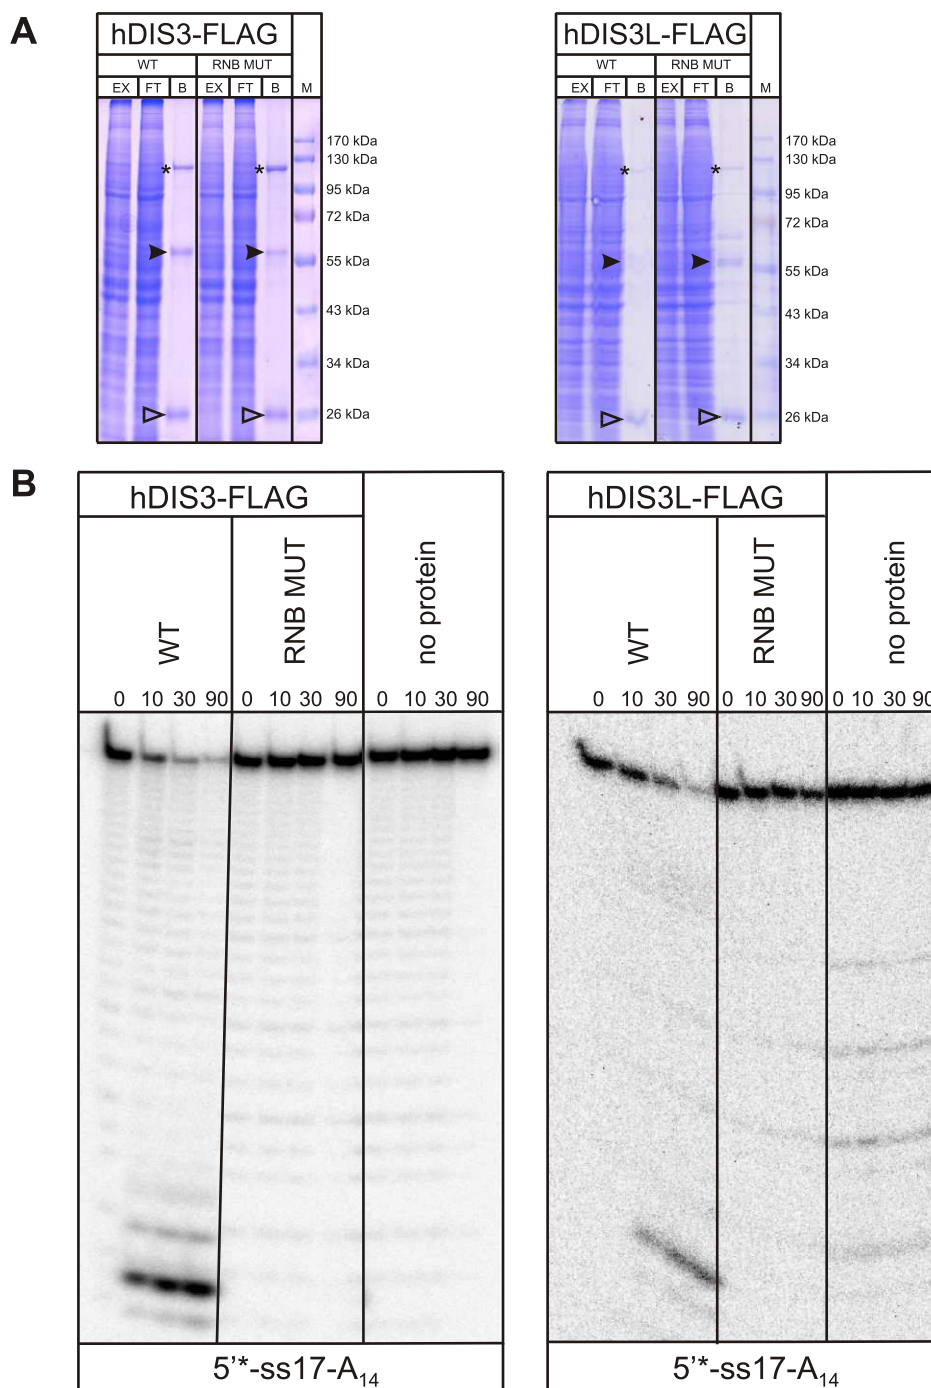 A
hDIS3-FLAG
WT RNB MUT
EX FT B EX FT B M
170 kDa
130 kDa
95 kDa
72 kDa
55 kDa
43 kDa
34 kDa
26 kDa
*
*
hDIS3L-FLAG
WT RNB MUT
EX FT B EX FT B M
170 kDa
130 kDa
95 kDa
72 kDa
55 kDa
43 kDa
34 kDa
26 kDa
*
*
B
hDIS3-FLAG
WT
RNB MUT
no protein
0 10 30 90 0 10 30 90 0 10 30 90
5'*-ss17-A14
hDIS3L-FLAG
WT
RNB MUT
no protein
0 10 30 90 0 10 30 90 0 10 30 90
5'*-ss17-A14